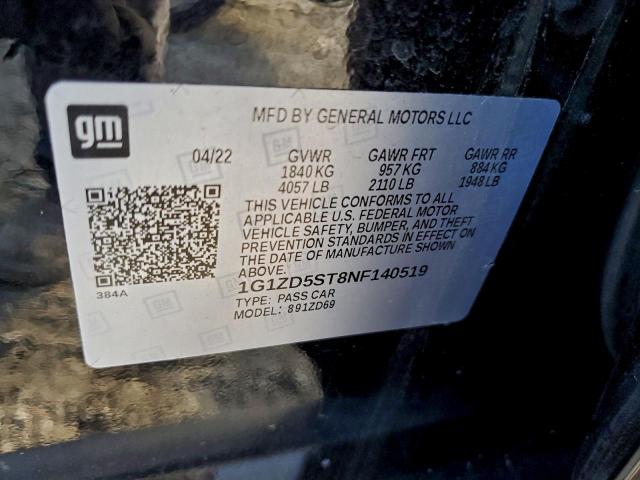 gm
MFD BY GENERAL MOTORS LLC
04/22 GVWR GAWR FRT GAWR RR
1840 KG 957 KG 884 KG
4057 LB 2110 LB 1948 LB
THIS VEHICLE CONFORMS TO ALL
APPLICABLE U.S. FEDERAL MOTOR
VEHICLE SAFETY, BUMPER, AND THEFT
PREVENTION STANDARDS IN EFFECT ON
THE DATE OF MANUFACTURE SHOWN
ABOVE.
384A
1G1ZD5ST8NF140519
TYPE: PASS CAR
MODEL: 891ZD69